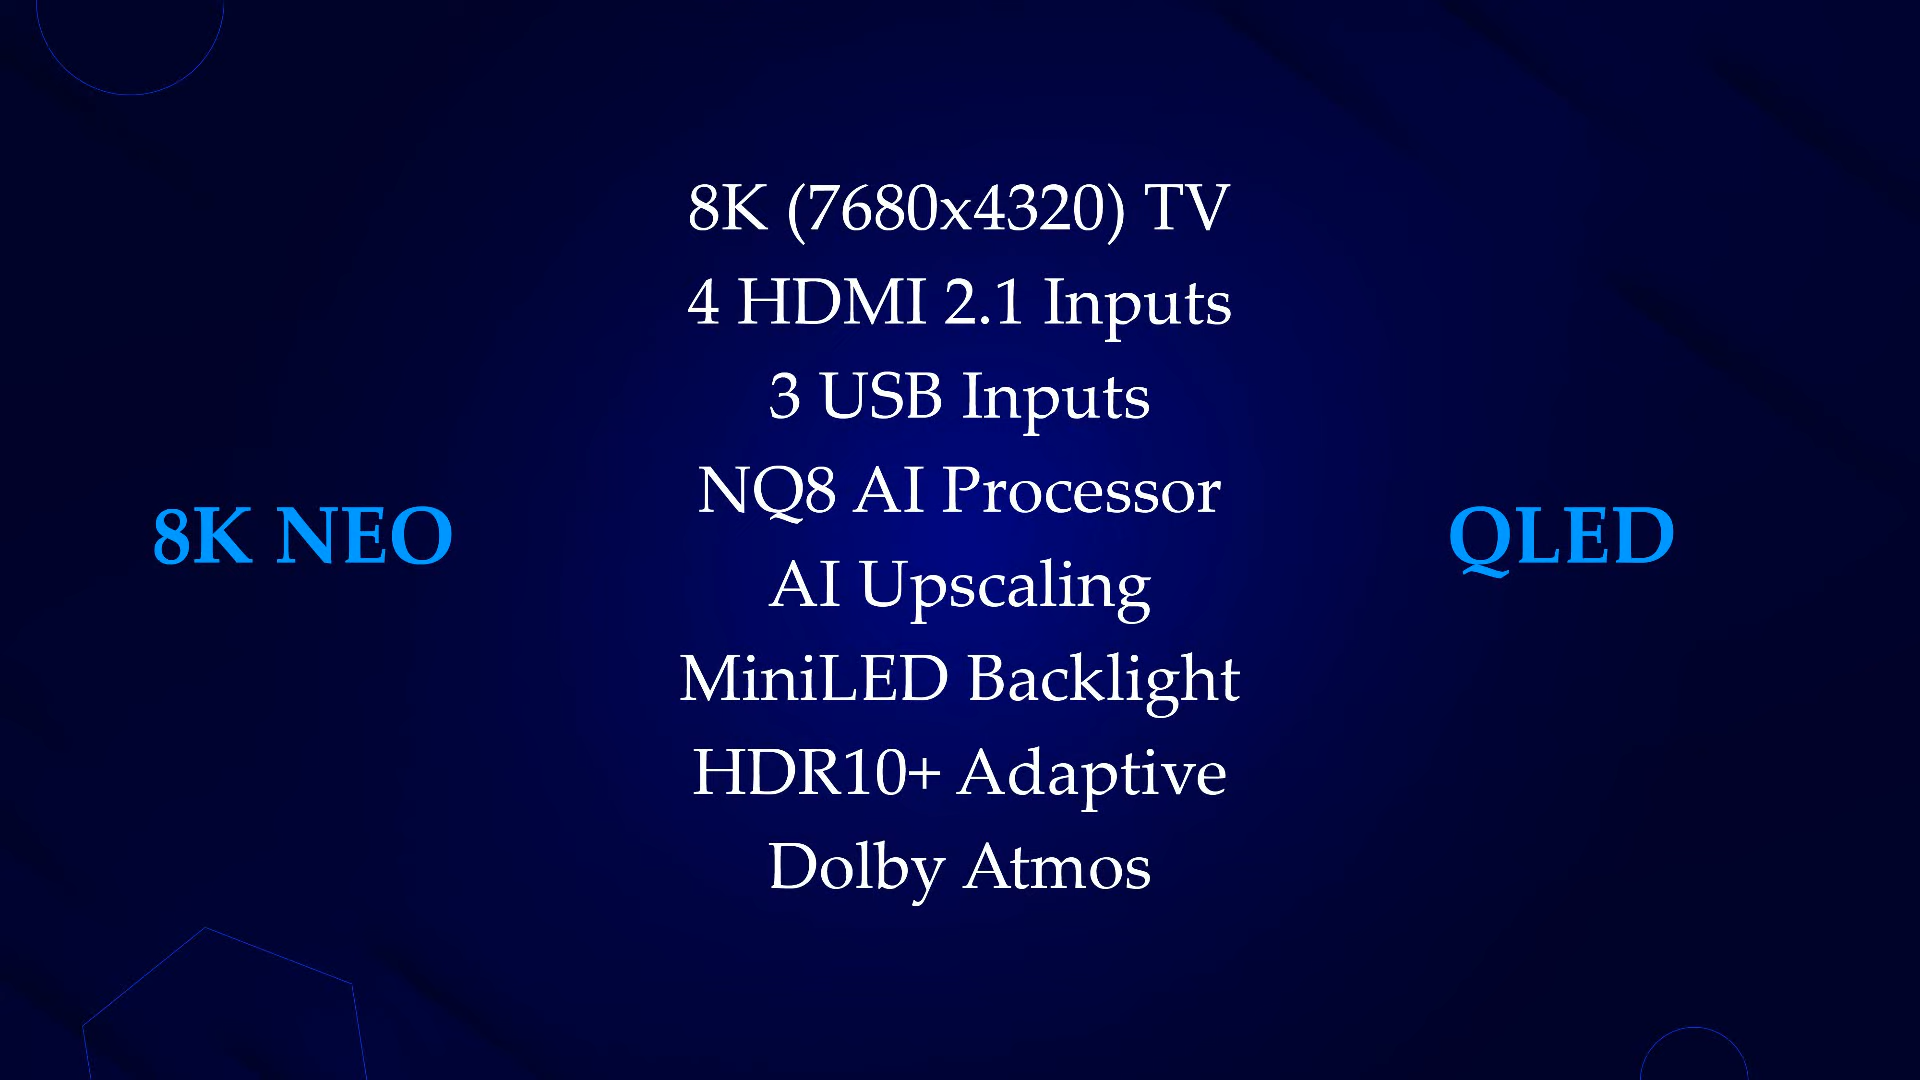 8K (7680x4320) TV
4 HDMI 2.1 Inputs
3 USB Inputs
NQ8 AI Processor
8K NEO
QLED
AI Upscaling
MiniLED Backlight
HDR10+ Adaptive
Dolby Atmos